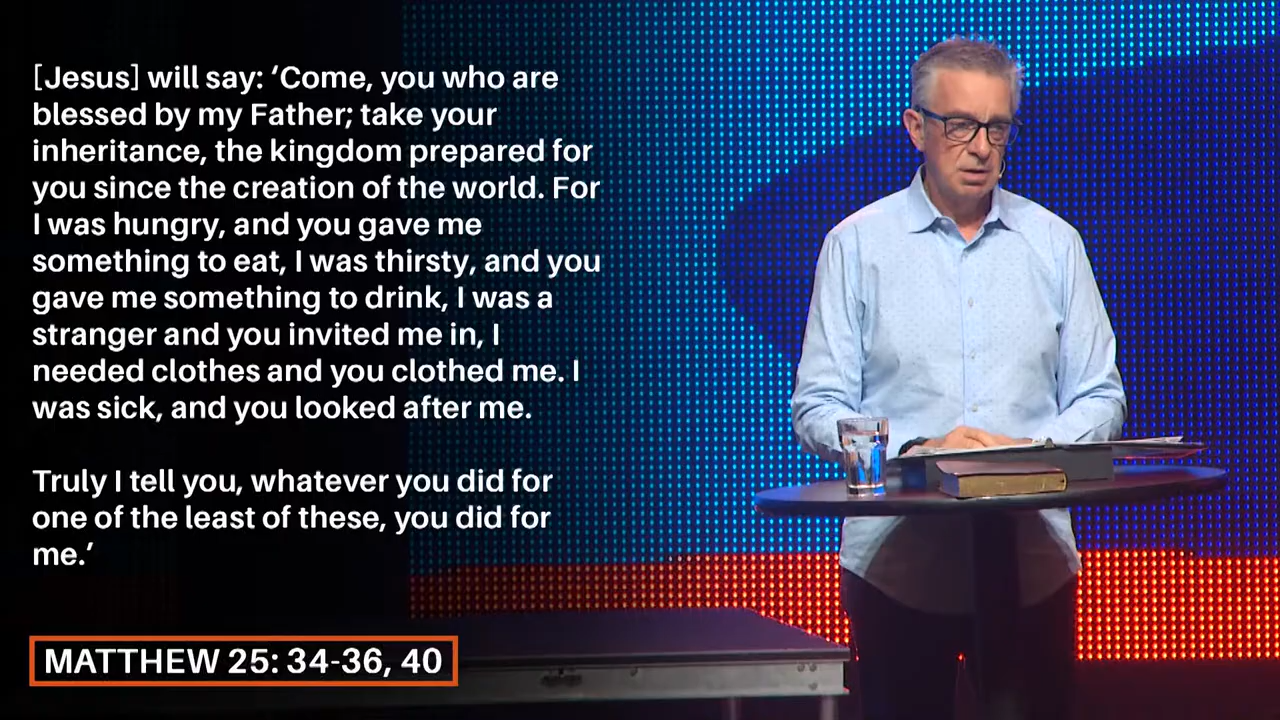 [Jesus] will say: ‘Come, you who are
blessed by my Father; take your
inheritance, the kingdom prepared for
you since the creation of the world. For
I was hungry, and you gave me
something to eat, I was thirsty, and you
gave me something to drink, I was a
stranger and you invited me in, I
needed clothes and you clothed me. I
was sick, and you looked after me.
Truly I tell you, whatever you did for
one of the least of these, you did for
me.’
MATTHEW 25: 34-36, 40